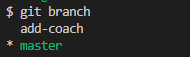 $ git branch
  add-coach
* master